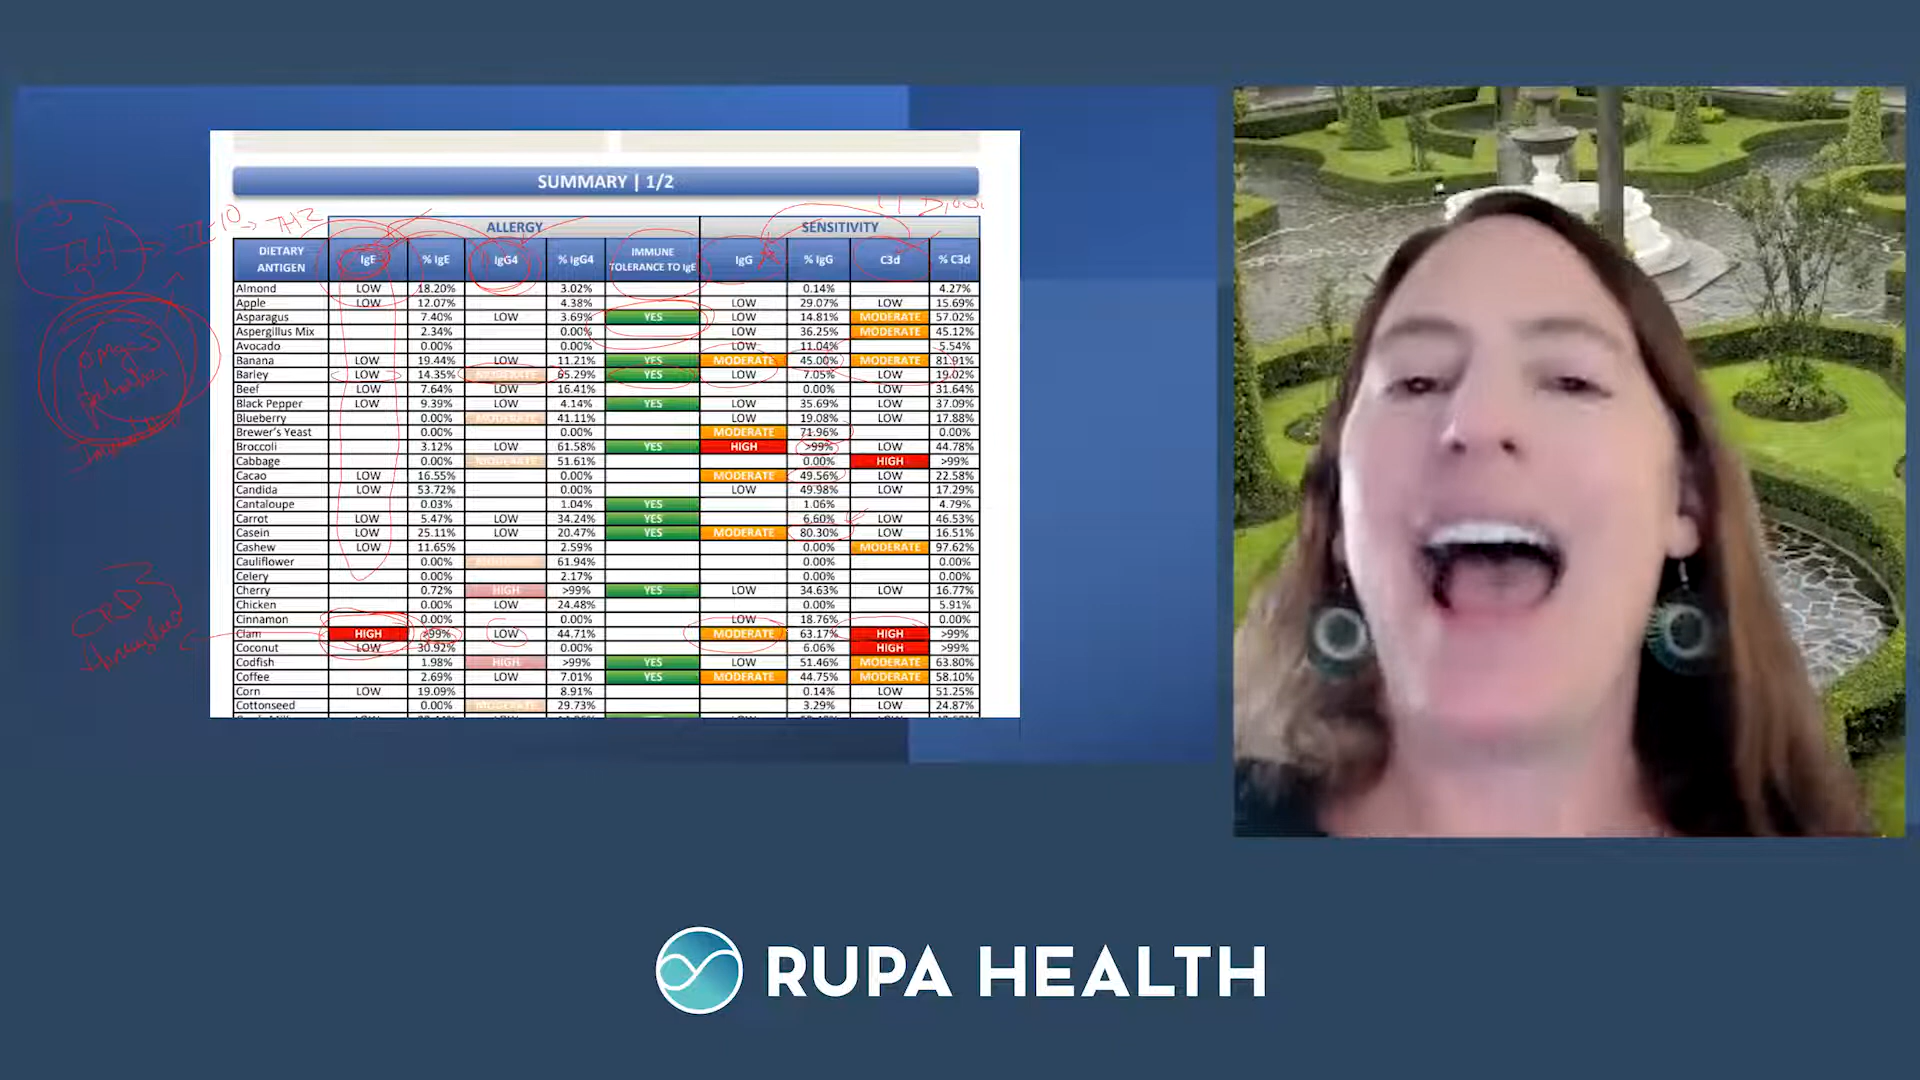 SUMMARY | 1/2
ALLERGY SENSITIVITY
DIETARY ANTIGEN IgE % IgE IgG4 % IgG4 IMMUNE TOLERANCE TO IgE IgG % IgG C3d % C3d
Almond LOW 18.20% 3.02% 0.14% 4.27%
Apple LOW 12.07% 4.38% LOW 29.07% LOW 15.69%
Asparagus 7.40% LOW 3.69% YES LOW 14.81% MODERATE 57.02%
Aspergillus Mix 2.34% 0.00% LOW 36.25% MODERATE 45.12%
Avocado 0.00% 0.00% LOW 11.04% 5.54%
Banana LOW 19.44% LOW 11.21% YES MODERATE 45.00% MODERATE 81.91%
Barley LOW 14.35% MODERATE 65.29% YES LOW 7.05% LOW 19.02%
Beef LOW 7.64% LOW 16.41% 0.00% LOW 31.64%
Black Pepper LOW 9.39% LOW 4.14% YES LOW 35.69% LOW 37.09%
Blueberry 0.00% MODERATE 41.11% LOW 19.08% LOW 17.88%
Brewer's Yeast 0.00% 0.00% MODERATE 71.96% 0.00%
Broccoli 3.12% LOW 61.58% YES HIGH >99% LOW 44.78%
Cabbage 0.00% MODERATE 51.61% 0.00% HIGH >99%
Cacao LOW 16.55% 0.00% MODERATE 49.56% LOW 22.58%
Candida LOW 53.72% 0.00% LOW 49.98% LOW 17.29%
Cantaloupe 0.03% 1.04% YES 1.06% 4.79%
Carrot LOW 5.47% LOW 34.24% YES 6.60% LOW 46.53%
Casein LOW 25.11% LOW 20.47% YES MODERATE 80.30% LOW 16.51%
Cashew LOW 11.65% 2.59% 0.00% MODERATE 97.62%
Cauliflower 0.00% MODERATE 61.94% 0.00% 0.00%
Celery 0.00% 2.17% 0.00% 0.00%
Cherry 0.72% HIGH >99% YES LOW 34.63% LOW 16.77%
Chicken 0.00% LOW 24.48% 0.00% 5.91%
Cinnamon 0.00% 0.00% LOW 18.76% 0.00%
Clam HIGH >99% LOW 44.71% MODERATE 63.17% HIGH >99%
Coconut LOW 30.92% 0.00% 6.06% HIGH >99%
Codfish 1.98% HIGH >99% YES LOW 51.46% MODERATE 63.80%
Coffee 2.69% LOW 7.01% YES MODERATE 44.75% MODERATE 58.10%
Corn LOW 19.09% 8.91% 0.14% LOW 51.25%
Cottonseed 0.00% MODERATE 29.73% 3.29% LOW 24.87%
IgG4
TH2
CRD
RUPA HEALTH